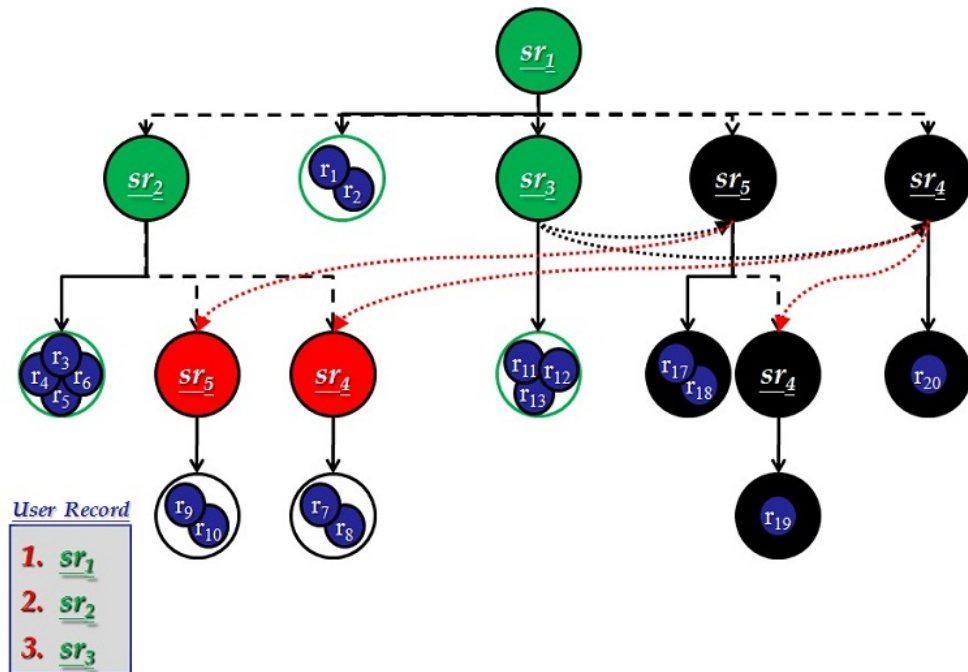 sr1
sr2
r1
r2
sr3
sr5
sr4
r3
r4
r6
r5
sr5
sr4
r11
r12
r13
r17
r18
sr4
r20
r9
r10
r7
r8
r19
User Record
1. sr1
2. sr2
3. sr3